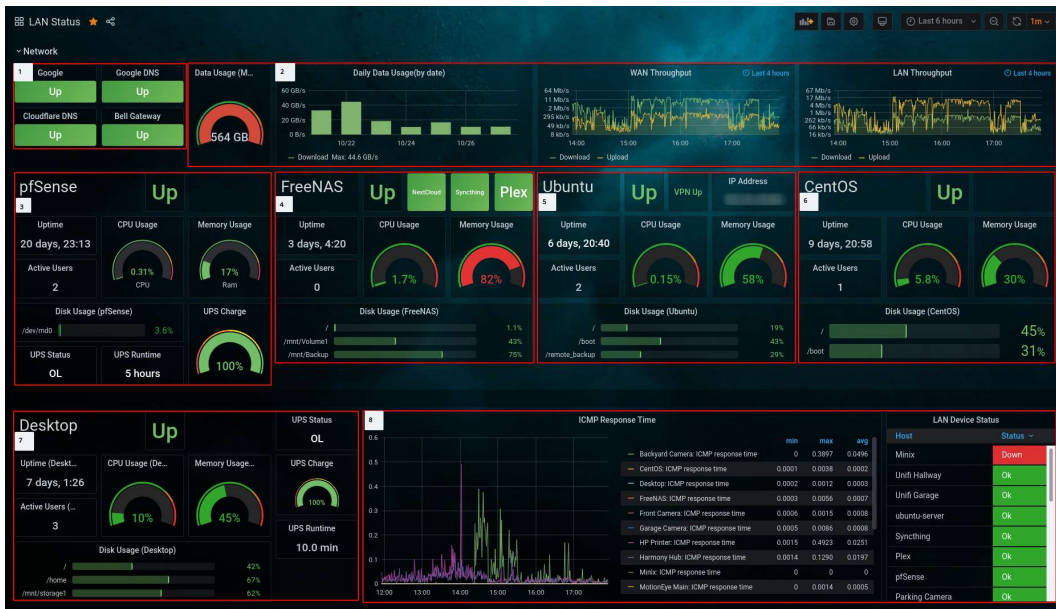 LAN Status
Last 6 hours
1m
Network
1
Google
Google DNS
Up
Up
Cloudflare DNS
Bell Gateway
Up
Up
Data Usage (M...
564 GB
2
Daily Data Usage(by date)
60 GB/s
40 GB/s
20 GB/s
0 B/s
10/22
10/24
10/26
Download Max: 44.6 GB/s
WAN Throughput
Last 4 hours
64 Mb/s
11 Mb/s
2 Mb/s
295 kb/s
49 kb/s
8 kb/s
14:00
15:00
16:00
17:00
Download
Upload
LAN Throughput
Last 4 hours
67 Mb/s
17 Mb/s
4 Mb/s
1 Mb/s
262 kb/s
66 kb/s
16 kb/s
14:00
15:00
16:00
17:00
Download
Upload
pfSense
3
Up
Uptime
20 days, 23:13
CPU Usage
0.31%
CPU
Memory Usage
17%
Ram
Active Users
2
Disk Usage (pfSense)
/dev/md0
3.6%
UPS Charge
100%
UPS Status
OL
UPS Runtime
5 hours
FreeNAS
4
Up
NextCloud
Syncthing
Plex
Uptime
3 days, 4:20
CPU Usage
1.7%
Memory Usage
82%
Active Users
0
Disk Usage (FreeNAS)
/
1.1%
/mnt/Volume1
43%
/mnt/Backup
75%
Ubuntu
5
Up
VPN Up
IP Address
Uptime
6 days, 20:40
CPU Usage
0.15%
Memory Usage
58%
Active Users
2
Disk Usage (Ubuntu)
/
19%
/boot
43%
/remote_backup
29%
CentOS
6
Up
Uptime
9 days, 20:58
CPU Usage
5.8%
Memory Usage
30%
Active Users
1
Disk Usage (CentOS)
/
45%
/boot
31%
Desktop
7
Up
UPS Status
OL
Uptime (Deskt...
7 days, 1:26
CPU Usage (De...
10%
Memory Usage...
45%
UPS Charge
100%
Active Users (...
3
UPS Runtime
10.0 min
Disk Usage (Desktop)
/
42%
/home
67%
/mnt/storage1
62%
8
ICMP Response Time
0.6
0.5
0.4
0.3
0.2
0.1
0
12:00
13:00
14:00
15:00
16:00
17:00
min max avg
Backyard Camera: ICMP response time 0 0.3897 0.0496
CentOS: ICMP response time 0.0001 0.0038 0.0002
Desktop: ICMP response time 0.0002 0.0012 0.0003
FreeNAS: ICMP response time 0.0003 0.0056 0.0007
Front Camera: ICMP response time 0.0006 0.0015 0.0008
Garage Camera: ICMP response time 0.0005 0.0086 0.0008
HP Printer: ICMP response time 0.0015 0.4923 0.0251
Harmony Hub: ICMP response time 0.0014 0.1290 0.0197
Minix: ICMP response time 0 0 0
MotionEye Main: ICMP response time 0 0.0014 0.0005
LAN Device Status
Host Status
Minix Down
Unifi Hallway Ok
Unifi Garage Ok
ubuntu-server Ok
Syncthing Ok
Plex Ok
pfSense Ok
Parking Camera Ok